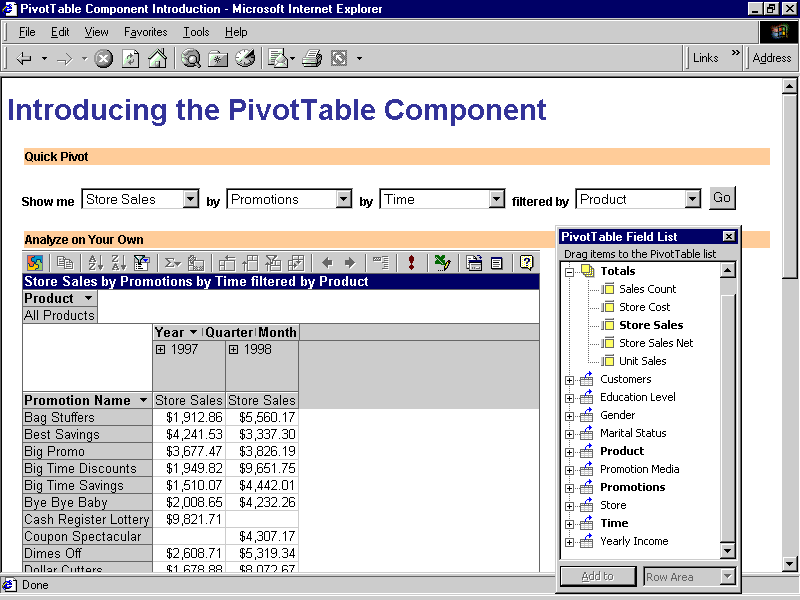 PivotTable Component Introduction - Microsoft Internet Explorer
File Edit View Favorites Tools Help
Links » Address
Introducing the PivotTable Component
Quick Pivot
Show me Store Sales by Promotions by Time filtered by Product Go
Analyze on Your Own
Store Sales by Promotions by Time filtered by Product
Product
All Products
Year Quarter Month
1997 1998
Promotion Name Store Sales Store Sales
Bag Stuffers $1,912.86 $5,560.17
Best Savings $4,241.53 $3,337.30
Big Promo $3,677.47 $3,826.19
Big Time Discounts $1,949.82 $9,651.75
Big Time Savings $1,510.07 $4,442.01
Bye Bye Baby $2,008.65 $4,232.26
Cash Register Lottery $9,821.71
Coupon Spectacular $4,307.17
Dimes Off $2,608.71 $5,319.34
Dollar Cutters $1,678.88 $8,072.67
PivotTable Field List
Drag items to the PivotTable list
Totals
Sales Count
Store Cost
Store Sales
Store Sales Net
Unit Sales
Customers
Education Level
Gender
Marital Status
Product
Promotion Media
Promotions
Store
Time
Yearly Income
Add to Row Area
Done